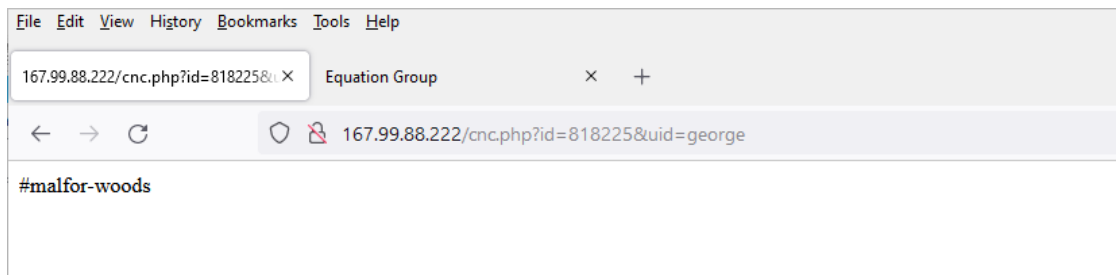 File Edit View History Bookmarks Tools Help
167.99.88.222/cnc.php?id=818225&u Equation Group
167.99.88.222/cnc.php?id=818225&uid=george
#malfor-woods